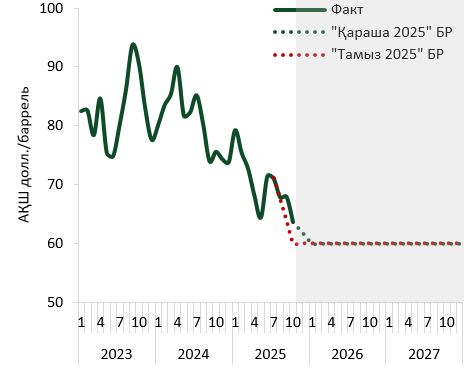 Факт
"Қараша 2025" БР
"Тамыз 2025" БР
АҚШ долл./баррель
100
90
80
70
60
50
1 4 7 10 1 4 7 10 1 4 7 10 1 4 7 10 1 4 7 10
2023 2024 2025 2026 2027